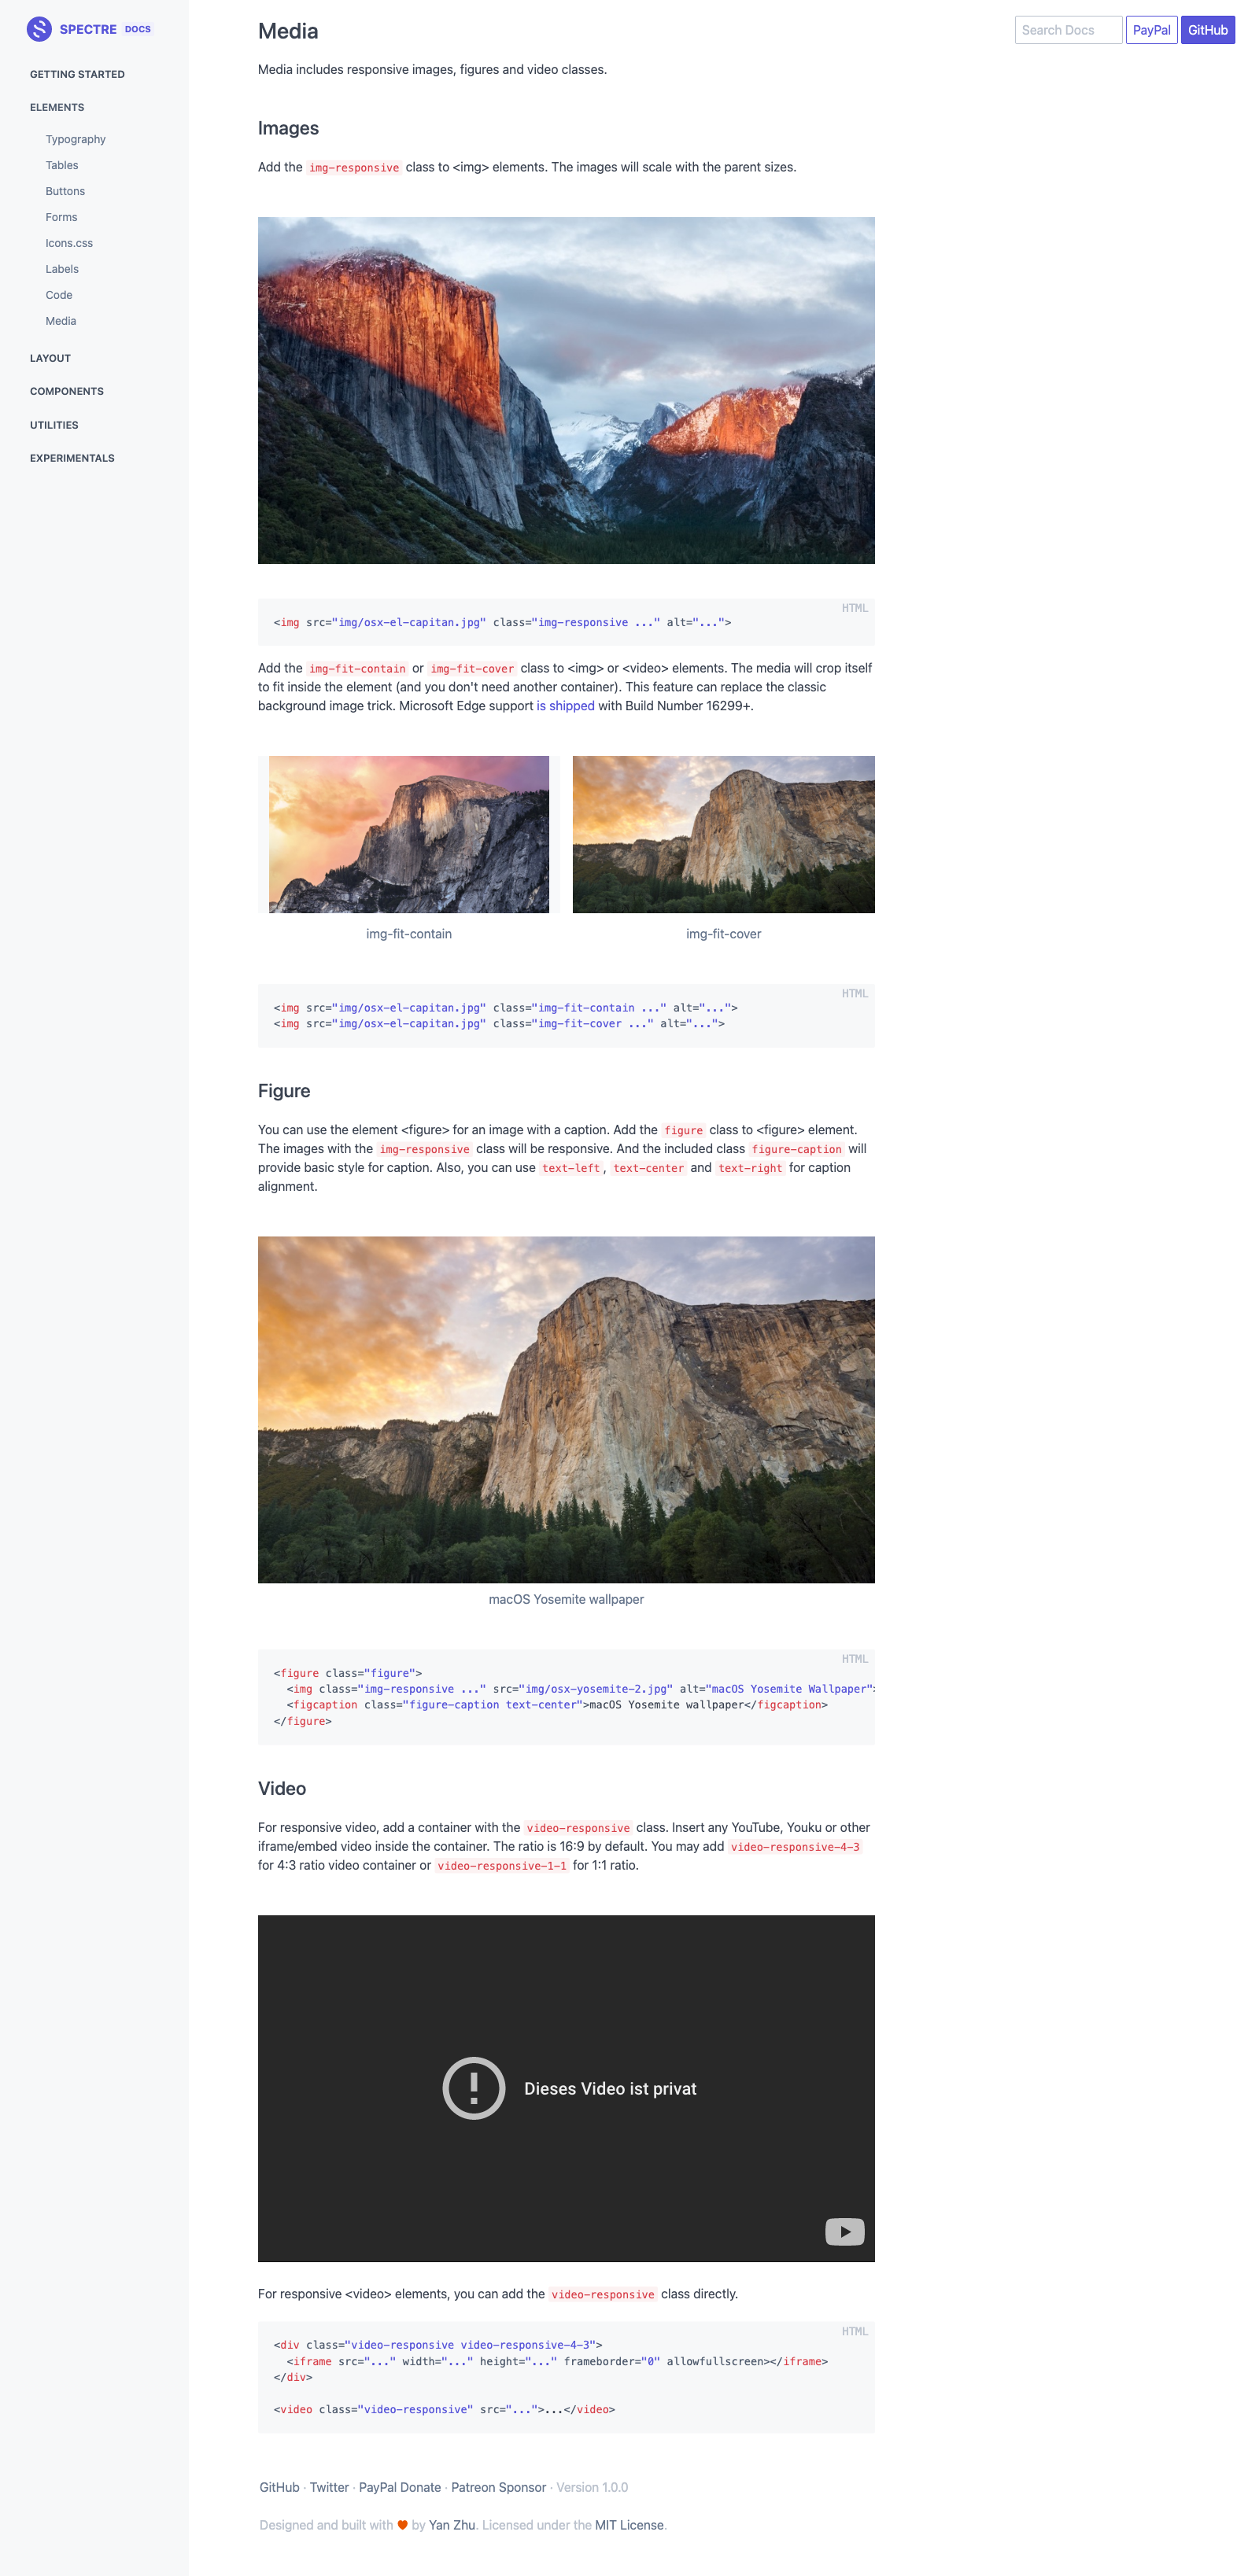 SPECTRE DOCS
GETTING STARTED
ELEMENTS
Typography
Tables
Buttons
Forms
Icons.css
Labels
Code
Media
LAYOUT
COMPONENTS
UTILITIES
EXPERIMENTALS
Search Docs PayPal GitHub
Media
Media includes responsive images, figures and video classes.
Images
Add the img-responsive class to <img> elements. The images will scale with the parent sizes.
HTML
<img src="img/osx-el-capitan.jpg" class="img-responsive ..." alt="...">
Add the img-fit-contain or img-fit-cover class to <img> or <video> elements. The media will crop itself
to fit inside the element (and you don't need another container). This feature can replace the classic
background image trick. Microsoft Edge support is shipped with Build Number 16299+.
img-fit-contain
img-fit-cover
HTML
<img src="img/osx-el-capitan.jpg" class="img-fit-contain ..." alt="...">
<img src="img/osx-el-capitan.jpg" class="img-fit-cover ..." alt="...">
Figure
You can use the element <figure> for an image with a caption. Add the figure class to <figure> element.
The images with the img-responsive class will be responsive. And the included class figure-caption will
provide basic style for caption. Also, you can use text-left, text-center and text-right for caption
alignment.
macOS Yosemite wallpaper
HTML
<figure class="figure">
  <img class="img-responsive ..." src="img/osx-yosemite-2.jpg" alt="macOS Yosemite Wallpaper">
  <figcaption class="figure-caption text-center">macOS Yosemite wallpaper</figcaption>
</figure>
Video
For responsive video, add a container with the video-responsive class. Insert any YouTube, Youku or other
iframe/embed video inside the container. The ratio is 16:9 by default. You may add video-responsive-4-3
for 4:3 ratio video container or video-responsive-1-1 for 1:1 ratio.
Dieses Video ist privat
For responsive <video> elements, you can add the video-responsive class directly.
HTML
<div class="video-responsive video-responsive-4-3">
  <iframe src="..." width="..." height="..." frameborder="0" allowfullscreen></iframe>
</div>
<video class="video-responsive" src="...">...</video>
GitHub · Twitter · PayPal Donate · Patreon Sponsor · Version 1.0.0
Designed and built with ♥ by Yan Zhu. Licensed under the MIT License.